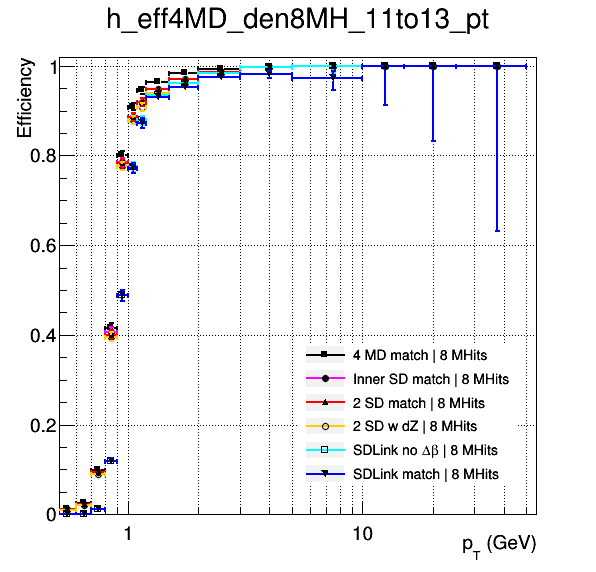 h_eff4MD_den8MH_11to13_pt
Efficiency
1
0.8
0.6
0.4
0.2
0
4 MD match | 8 MHits
Inner SD match | 8 MHits
2 SD match | 8 MHits
2 SD w dZ | 8 MHits
SDLink no Δβ | 8 MHits
SDLink match | 8 MHits
1
10
p_T (GeV)